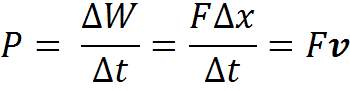 P = ΔW/Δt = FΔx/Δt = Fv